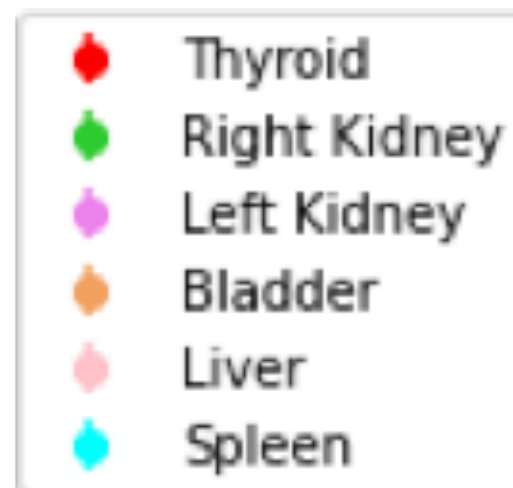 Thyroid
Right Kidney
Left Kidney
Bladder
Liver
Spleen